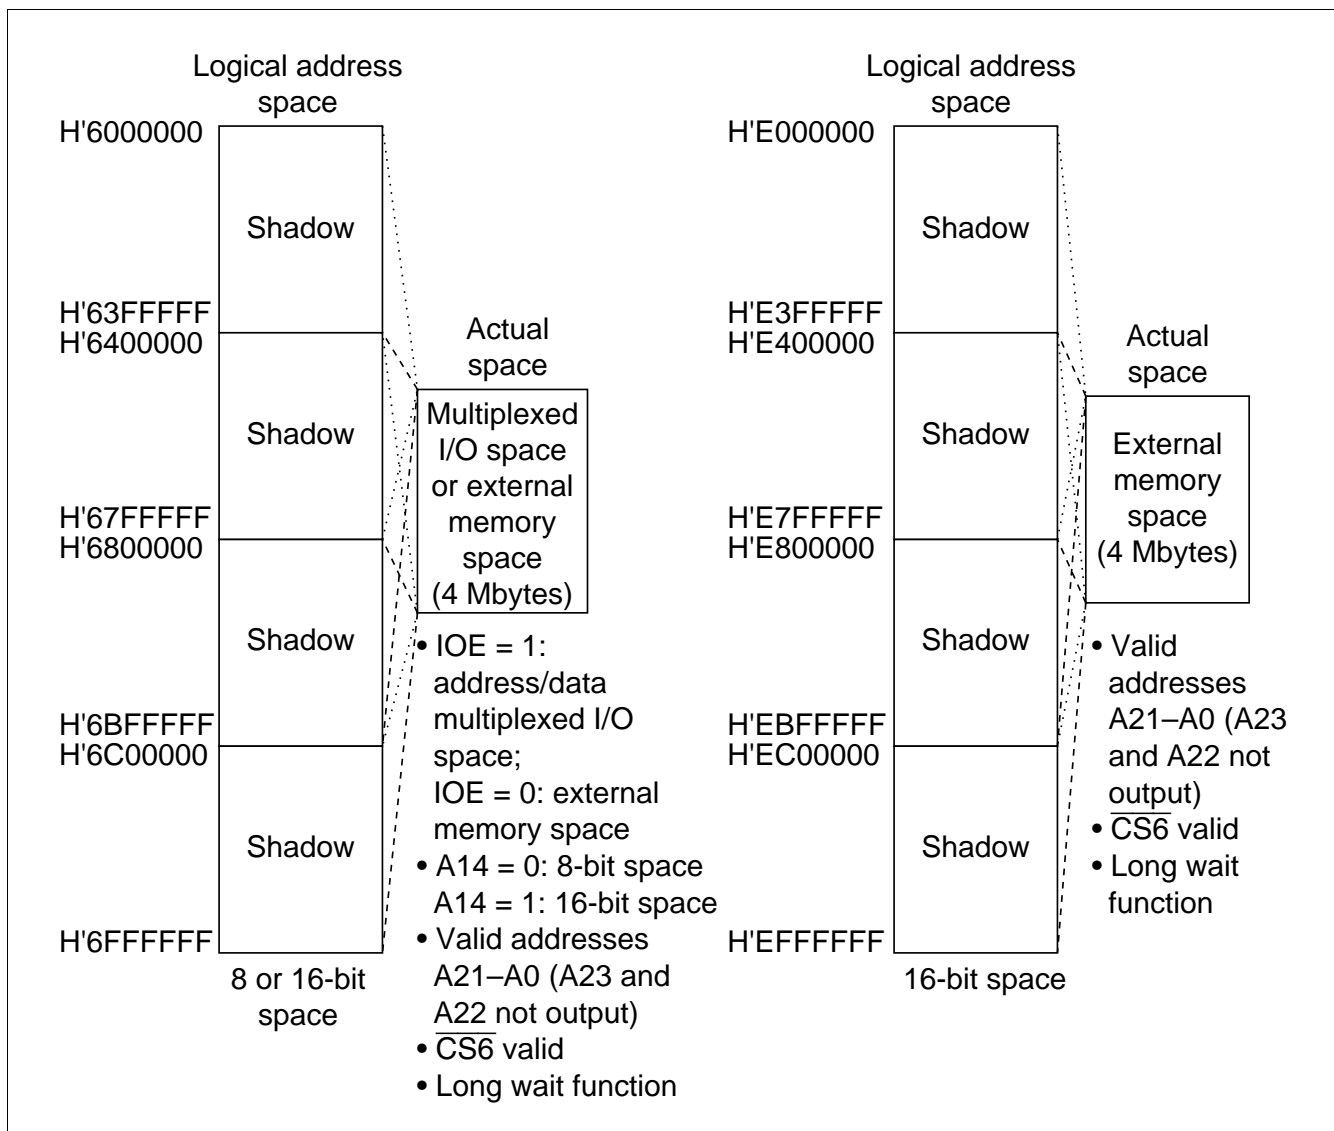 Logical address
space
H'6000000
Shadow
H'63FFFFF
H'6400000
Shadow
H'67FFFFF
H'6800000
Shadow
H'6BFFFFF
H'6C00000
Shadow
H'6FFFFFF
8 or 16-bit
space
Actual
space
Multiplexed
I/O space
or external
memory
space
(4 Mbytes)
• IOE = 1:
address/data
multiplexed I/O
space;
IOE = 0: external
memory space
• A14 = 0: 8-bit space
A14 = 1: 16-bit space
• Valid addresses
A21–A0 (A23 and
A22 not output)
• C̅S̅6̅ valid
• Long wait function
Logical address
space
H'E000000
Shadow
H'E3FFFFF
H'E400000
Shadow
H'E7FFFFF
H'E800000
Shadow
H'EBFFFFF
H'EC00000
Shadow
H'EFFFFFF
16-bit space
Actual
space
External
memory
space
(4 Mbytes)
• Valid
addresses
A21–A0 (A23
and A22 not
output)
• C̅S̅6̅ valid
• Long wait
function